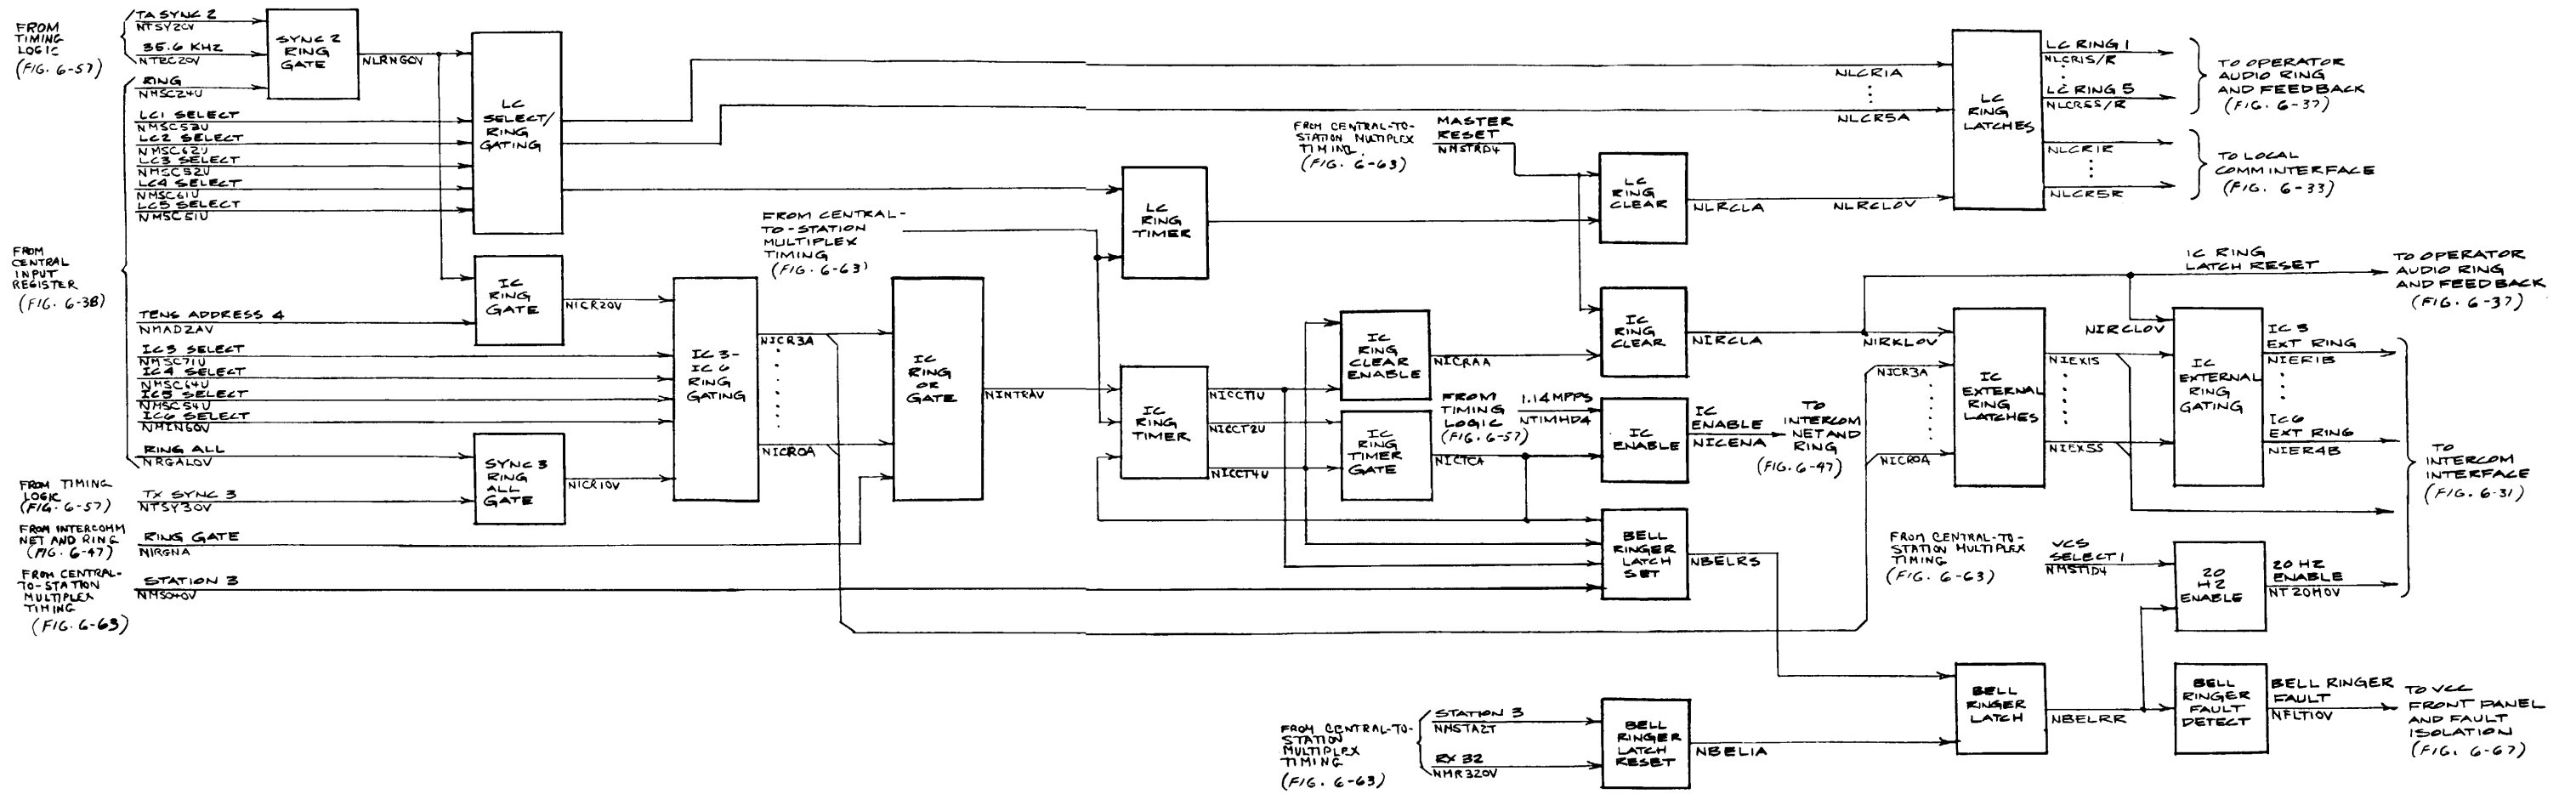 FROM
TIMING
LOGIC
(FIG. 6-57)
TA SYNC 2
NTSY20V
35.6 KHZ
NTRC20V
RING
NMSC24U
LC1 SELECT
NMSC53U
LC2 SELECT
NMSC62U
LC3 SELECT
NMSC52U
LC4 SELECT
NMSC61U
LC5 SELECT
NMSC51U
FROM
CENTRAL
INPUT
REGISTER
(FIG. 6-38)
TENS ADDRESS 4
NMAD2AV
IC3 SELECT
NMSC71U
IC4 SELECT
NMSC64U
IC5 SELECT
NMSC54U
IC6 SELECT
NMIN60V
RING ALL
NRGAL0V
FROM TIMING
LOGIC
(FIG. 6-57)
TX SYNC 3
NTSY30V
FROM INTERCOMM
NET AND RING
(FIG. 6-47)
RING GATE
NIRGNA
FROM CENTRAL-
TO-STATION
MULTIPLEX
TIMING
(FIG. 6-63)
STATION 3
NMS040V
SYNC 2
RING
GATE
NLRNG0V
LC
SELECT/
RING
GATING
IC
RING
GATE
NICR20V
SYNC 3
RING
ALL
GATE
NICR10V
IC 3-
IC 6
RING
GATING
NICR3A
NICR0A
FROM CENTRAL-
TO-STATION
MULTIPLEX
TIMING
(FIG. 6-63)
IC
RING
OR
GATE
NINTRAV
LC
RING
TIMER
IC
RING
TIMER
NICCT1U
NICCT2U
NICCT4U
FROM CENTRAL-TO-
STATION MULTIPLEX
TIMING
(FIG. 6-63)
MASTER
RESET
NMSTRD4
IC
RING
CLEAR
ENABLE
NICRAA
IC
RING
TIMER
GATE
NICTCA
FROM
TIMING
LOGIC
(FIG. 6-57)
1.14MPPS
NTIMHD4
LC
RING
CLEAR
NLRCLA
NLRCL0V
IC
RING
CLEAR
NIRCLA
NIRKL0V
IC
ENABLE
IC
ENABLE
NICENA
TO
INTERCOM
NET AND
RING
(FIG. 6-47)
BELL
RINGER
LATCH
SET
NBELRS
FROM CENTRAL-TO-
STATION
MULTIPLEX
TIMING
(FIG. 6-63)
STATION 3
NMSTA2T
RX 32
NMR320V
BELL
RINGER
LATCH
RESET
NBELIA
NLCR1A
NLCR5A
LC
RING
LATCHES
LC RING 1
NLCR1S/R
LC RING 5
NLCR5S/R
TO OPERATOR
AUDIO RING
AND FEEDBACK
(FIG. 6-37)
NLCR1R
NLCR5R
TO LOCAL
COMM INTERFACE
(FIG. 6-33)
IC RING
LATCH RESET
TO OPERATOR
AUDIO RING
AND FEEDBACK
(FIG. 6-37)
NICR3A
NICR0A
IC
EXTERNAL
RING
LATCHES
NIEX1S
NIEX5S
NIRCL0V
IC
EXTERNAL
RING
GATING
IC 3
EXT RING
NIER1B
IC6
EXT RING
NIER4B
TO
INTERCOM
INTERFACE
(FIG. 6-31)
FROM CENTRAL-TO-
STATION MULTIPLEX
TIMING
(FIG. 6-63)
VCS
SELECT 1
NMST1D4
20
HZ
ENABLE
20 HZ
ENABLE
NT20H0V
BELL
RINGER
LATCH
NBELRR
BELL
RINGER
FAULT
DETECT
BELL RINGER
FAULT
NFLT10V
TO VCC
FRONT PANEL
AND FAULT
ISOLATION
(FIG. 6-67)